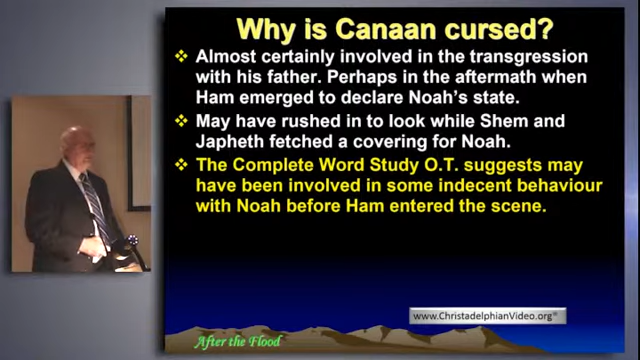 Why is Canaan cursed?
Almost certainly involved in the transgression
with his father. Perhaps in the aftermath when
Ham emerged to declare Noah's state.
May have rushed in to look while Shem and
Japheth fetched a covering for Noah.
The Complete Word Study O.T. suggests may
have been involved in some indecent behaviour
with Noah before Ham entered the scene.
www.ChristadelphianVideo.org
After the Flood